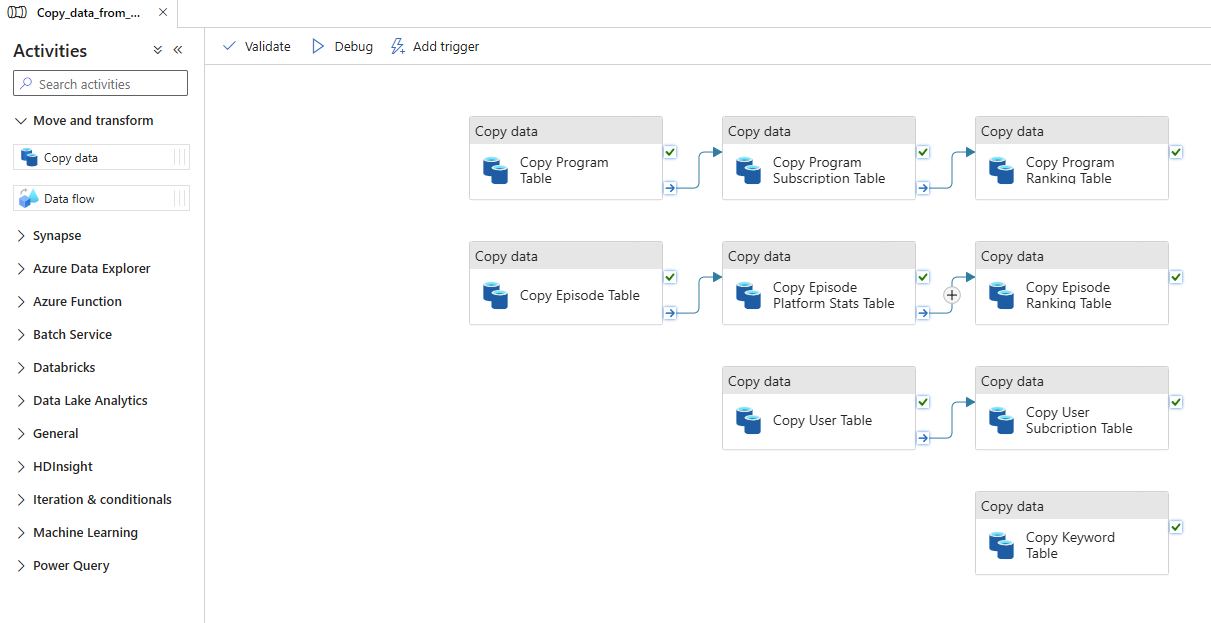 Copy_data_from_...
Activities
Search activities
Move and transform
Copy data
Data flow
Synapse
Azure Data Explorer
Azure Function
Batch Service
Databricks
Data Lake Analytics
General
HDInsight
Iteration & conditionals
Machine Learning
Power Query
Validate
Debug
Add trigger
Copy data
Copy Program
Table
Copy data
Copy Program
Subscription Table
Copy data
Copy Program
Ranking Table
Copy data
Copy Episode Table
Copy data
Copy Episode
Platform Stats Table
Copy data
Copy Episode
Ranking Table
Copy data
Copy User Table
Copy data
Copy User
Subcription Table
Copy data
Copy Keyword
Table